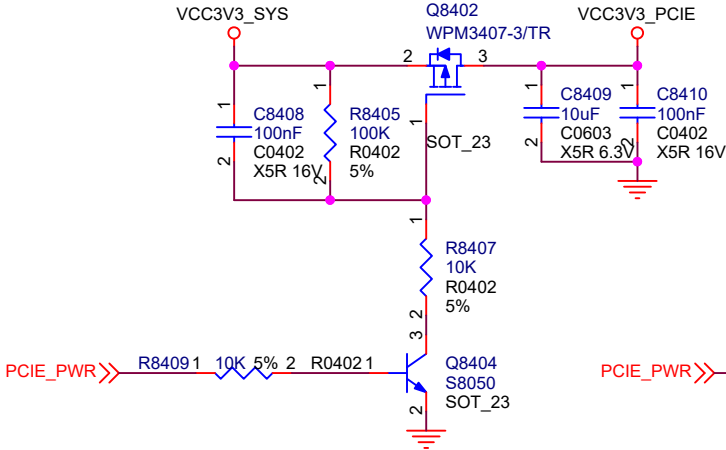 VCC3V3_SYS
Q8402
WPM3407-3/TR
VCC3V3_PCIE
2
3
1
1
1
1
1
C8408
100nF
C0402
X5R 16V
2
R8405
100K
R0402
5%
2
SOT_23
C8409
10uF
C0603
X5R 6.3V
2
C8410
100nF
C0402
X5R 16V
2
1
R8407
10K
R0402
5%
2
3
PCIE_PWR
R8409
1
10K
5%
2
R0402
1
Q8404
S8050
SOT_23
2
PCIE_PWR